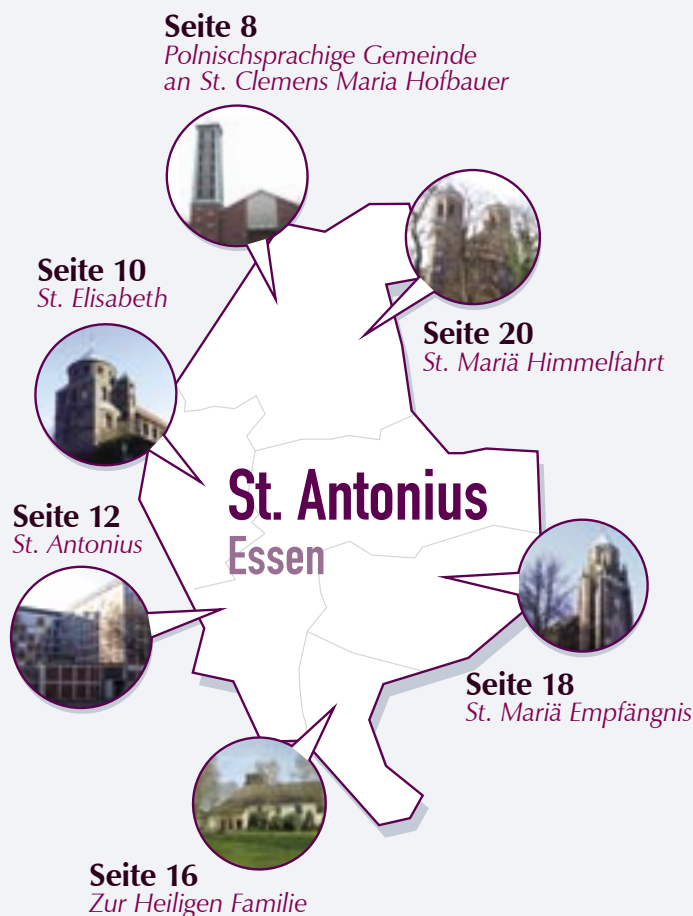 Seite 8
Polnischsprachige Gemeinde
an St. Clemens Maria Hofbauer
Seite 10
St. Elisabeth
Seite 20
St. Mariä Himmelfahrt
St. Antonius
Essen
Seite 12
St. Antonius
Seite 18
St. Mariä Empfängnis
Seite 16
Zur Heiligen Familie